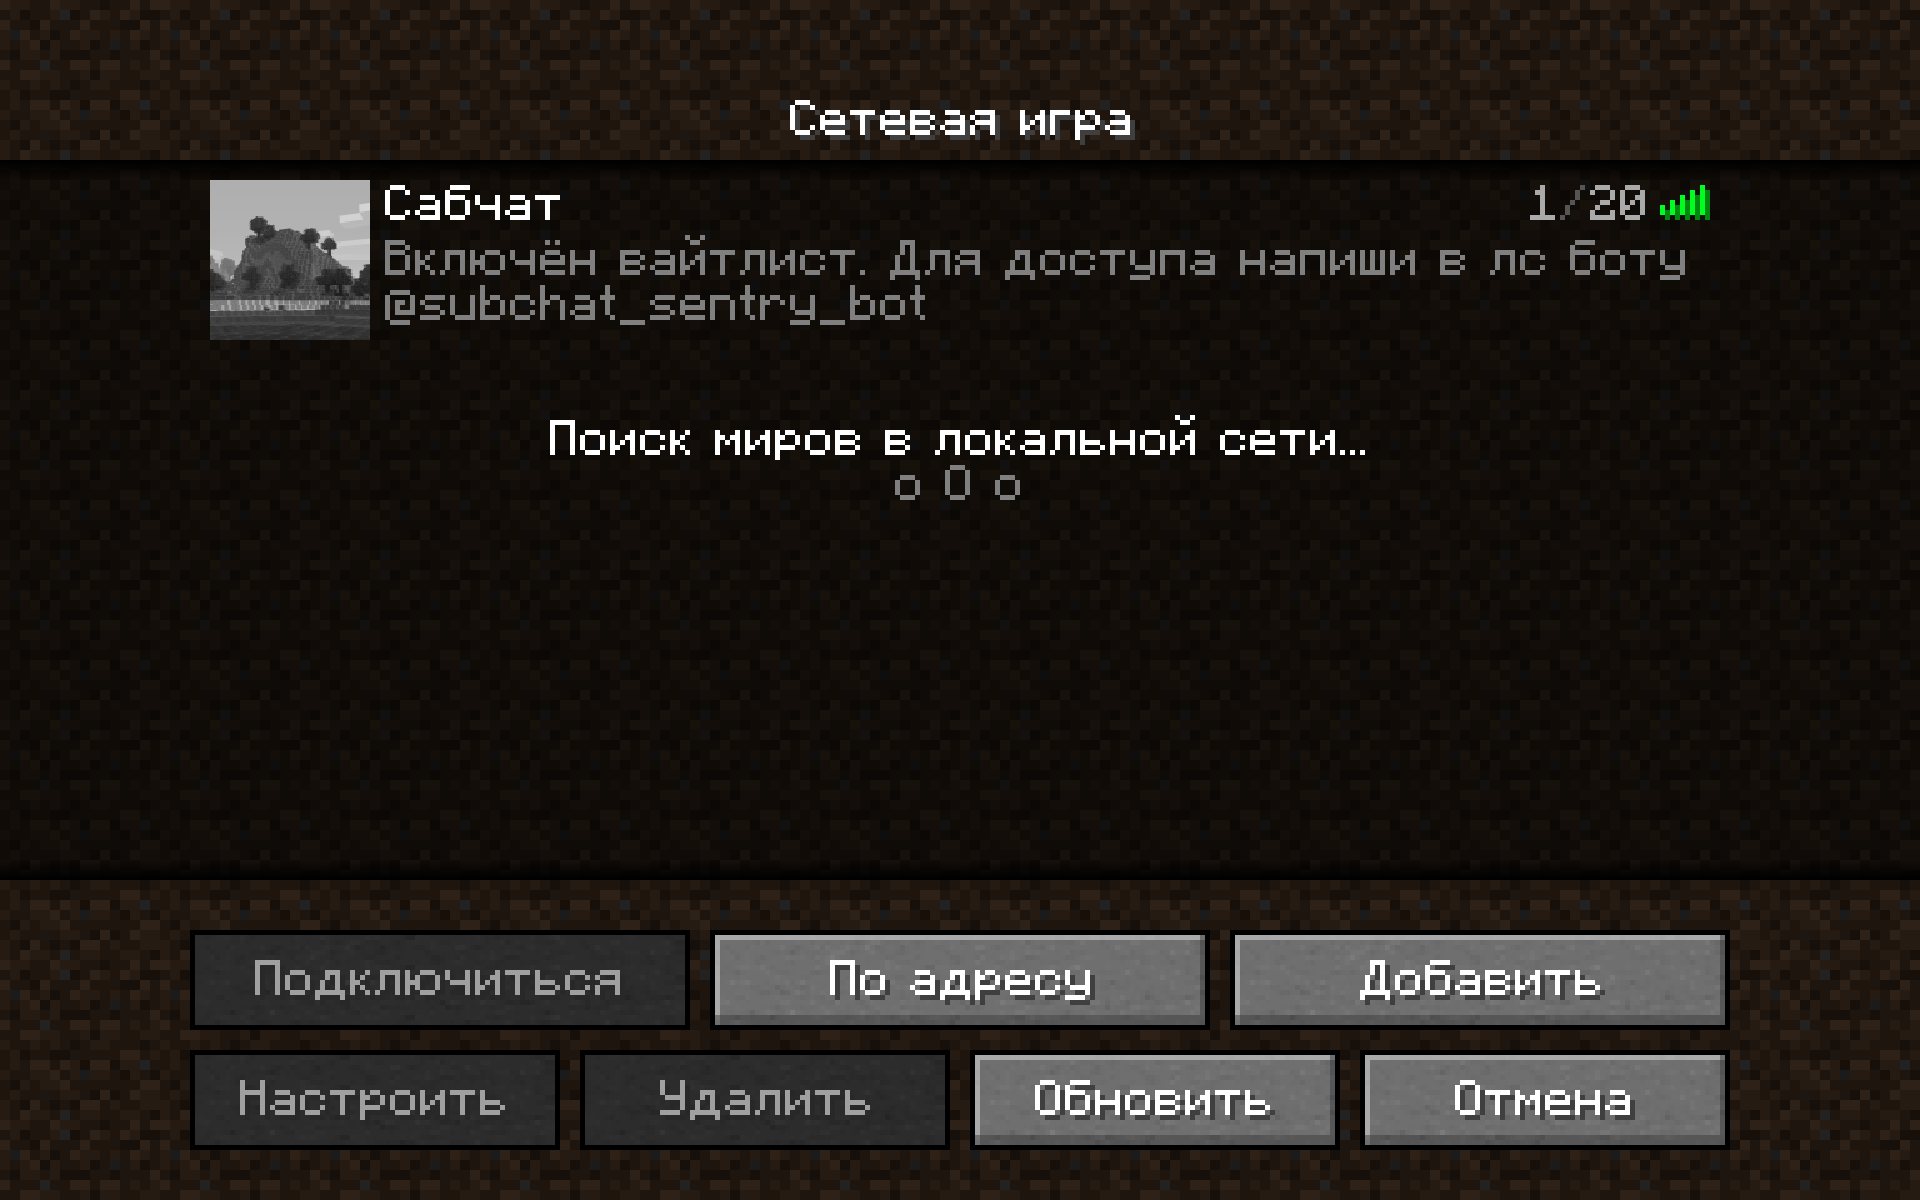 Сетевая игра
Сабчат
1/20
Включён вайтлист. Для доступа напиши в лс боту
@subchat_sentry_bot
Поиск миров в локальной сети...
o O o
Подключиться
По адресу
Добавить
Настроить
Удалить
Обновить
Отмена